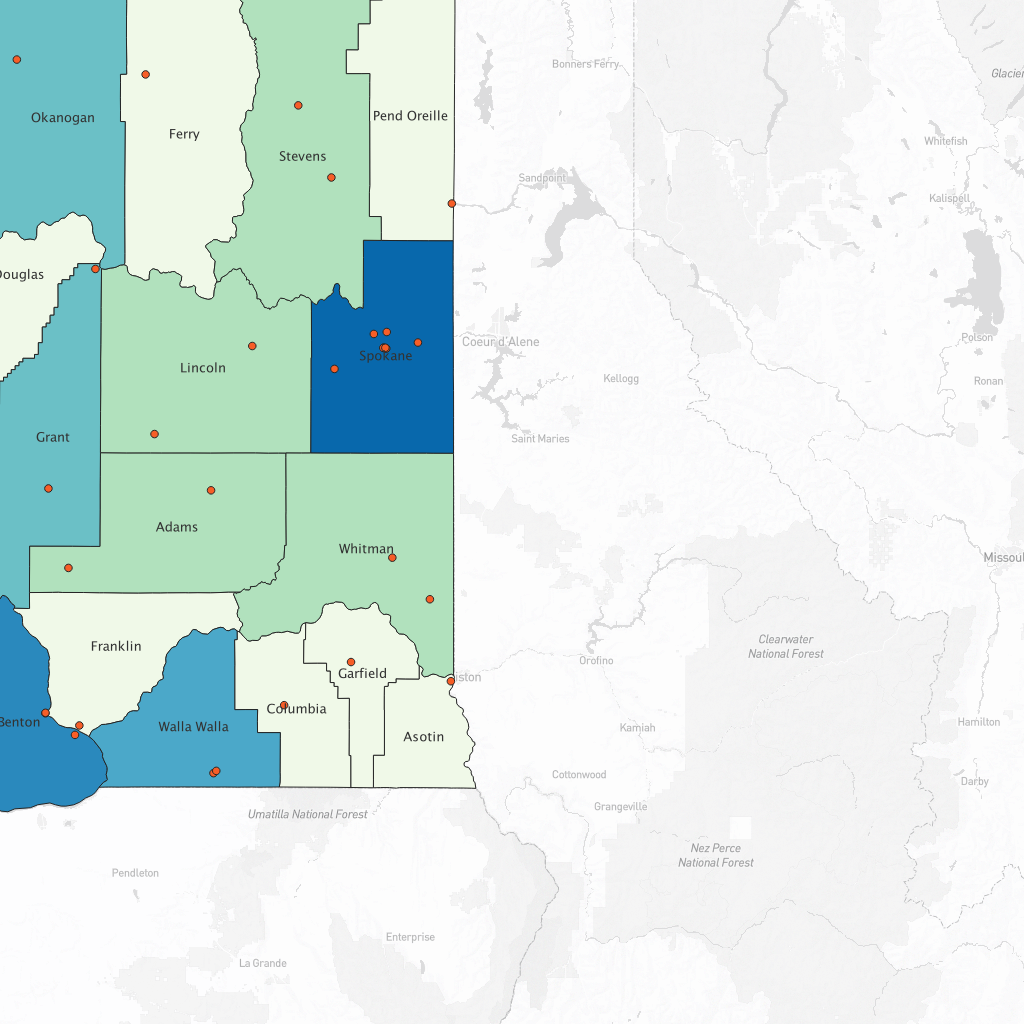 Bonners Ferry
Glacier
Okanogan
Pend Oreille
Ferry
Whitefish
Stevens
Sandpoint
Kalispell
Douglas
Polson
Coeur d'Alene
Spokane
Lincoln
Kellogg
Ronan
Grant
Saint Maries
Adams
Whitman
Missoul
Franklin
Clearwater
National Forest
Orofino
Garfield
iston
Columbia
Benton
Walla Walla
Asotin
Kamiah
Hamilton
Cottonwood
Darby
Grangeville
Umatilla National Forest
Nez Perce
National Forest
Pendleton
Enterprise
La Grande